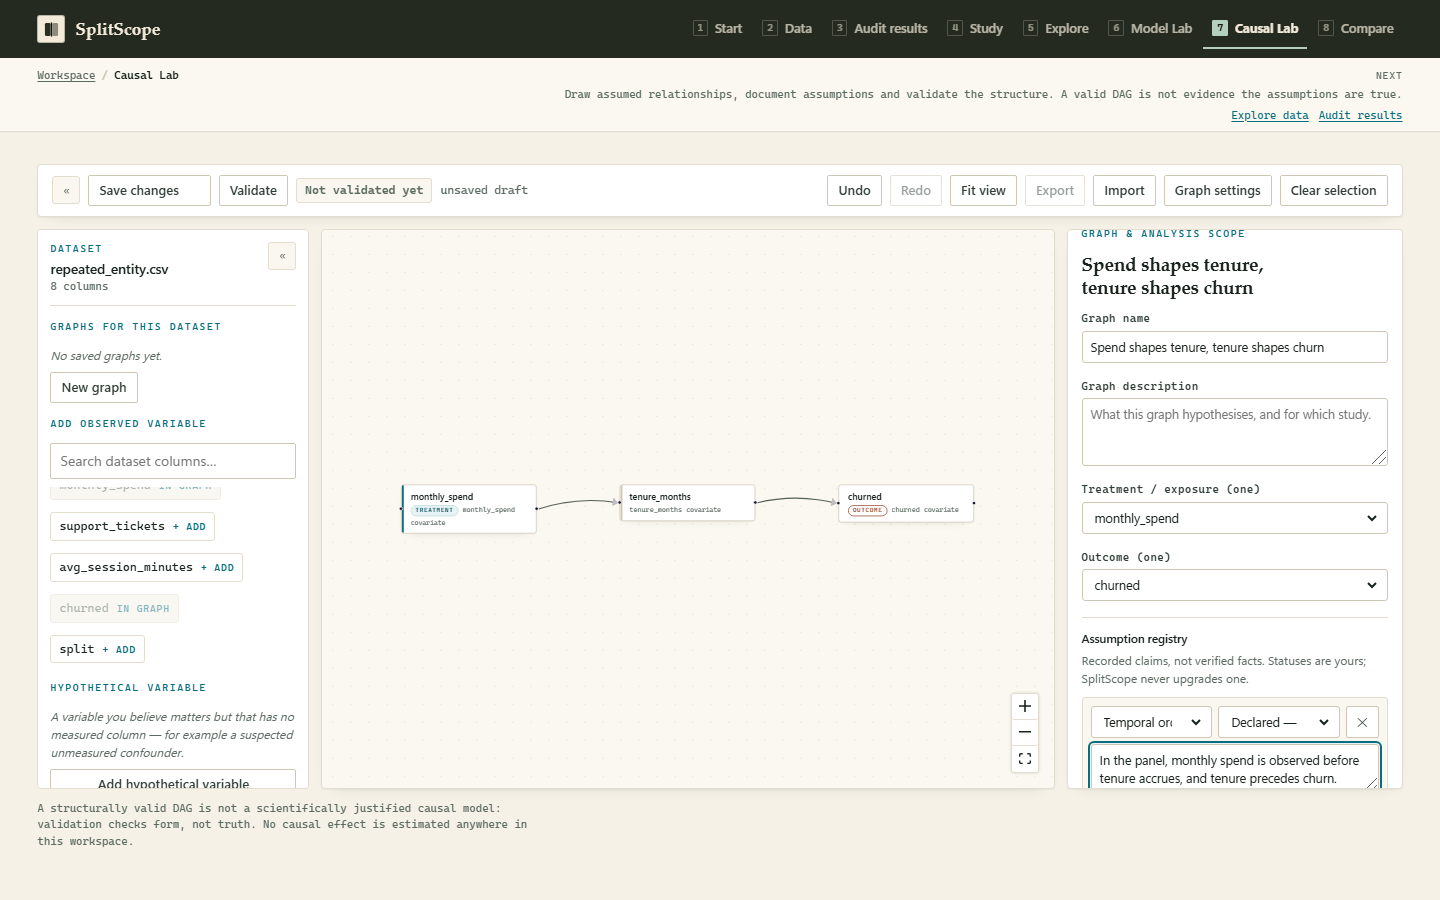 SplitScope
1 Start
2 Data
3 Audit results
4 Study
5 Explore
6 Model Lab
7 Causal Lab
8 Compare
Workspace / Causal Lab
NEXT
Draw assumed relationships, document assumptions and validate the structure. A valid DAG is not evidence the assumptions are true.
Explore data Audit results
«
Save changes
Validate
Not validated yet
unsaved draft
Undo
Redo
Fit view
Export
Import
Graph settings
Clear selection
DATASET
repeated_entity.csv
8 columns
«
GRAPHS FOR THIS DATASET
No saved graphs yet.
New graph
ADD OBSERVED VARIABLE
Search dataset columns...
monthly_spend IN GRAPH
support_tickets + ADD
avg_session_minutes + ADD
churned IN GRAPH
split + ADD
HYPOTHETICAL VARIABLE
A variable you believe matters but that has no
measured column — for example a suspected
unmeasured confounder.
Add hypothetical variable
monthly_spend
TREATMENT monthly_spend
covariate
tenure_months
tenure_months covariate
churned
OUTCOME churned covariate
GRAPH & ANALYSIS SCOPE
Spend shapes tenure,
tenure shapes churn
Graph name
Spend shapes tenure, tenure shapes churn
Graph description
What this graph hypothesises, and for which study.
Treatment / exposure (one)
monthly_spend
Outcome (one)
churned
Assumption registry
Recorded claims, not verified facts. Statuses are yours;
SplitScope never upgrades one.
Temporal orc
Declared —
In the panel, monthly spend is observed before
tenure accrues, and tenure precedes churn.
A structurally valid DAG is not a scientifically justified causal model:
validation checks form, not truth. No causal effect is estimated anywhere in
this workspace.